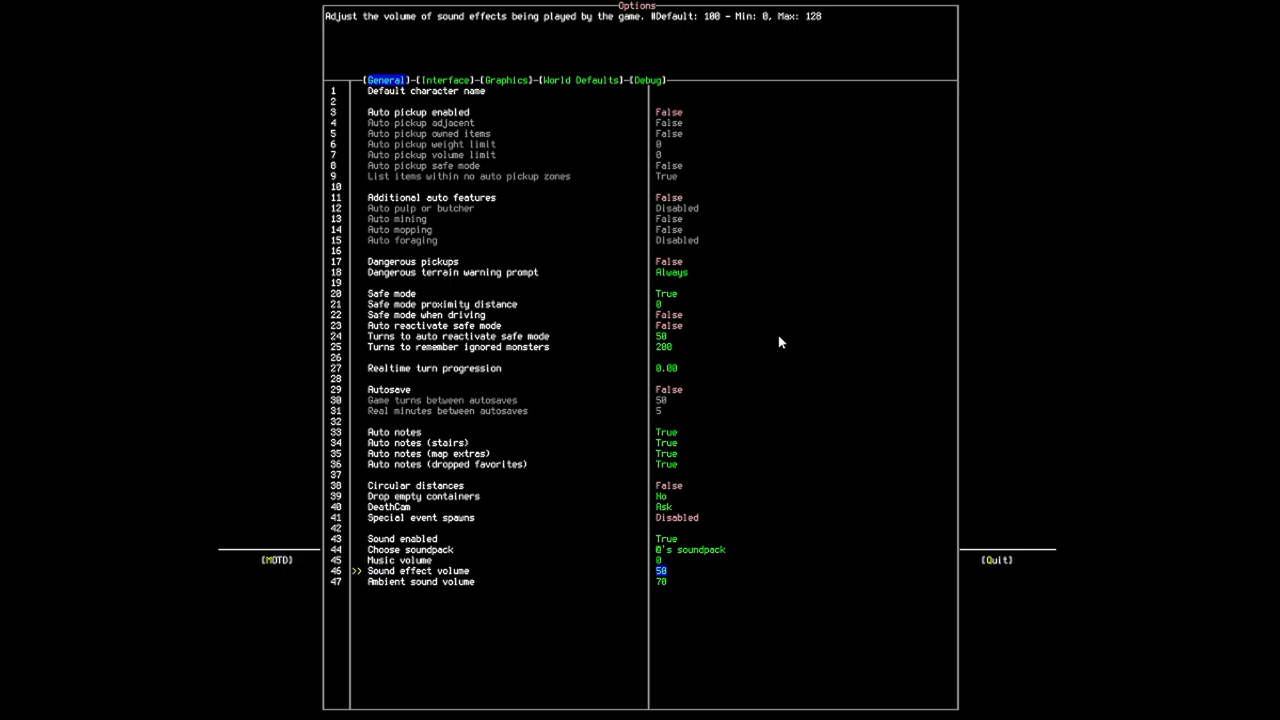 Options
Adjust the volume of sound effects being played by the game. #Default: 100 - Min: 0, Max: 128
[General]-[Interface]-[Graphics]-[World Defaults]-[Debug]
1 Default character name
2
3 Auto pickup enabled False
4 Auto pickup adjacent False
5 Auto pickup owned items False
6 Auto pickup weight limit 0
7 Auto pickup volume limit 0
8 Auto pickup safe mode False
9 List items within no auto pickup zones True
10
11 Additional auto features False
12 Auto pulp or butcher Disabled
13 Auto mining False
14 Auto mopping False
15 Auto foraging Disabled
16
17 Dangerous pickups False
18 Dangerous terrain warning prompt Always
19
20 Safe mode True
21 Safe mode proximity distance 0
22 Safe mode when driving False
23 Auto reactivate safe mode False
24 Turns to auto reactivate safe mode 50
25 Turns to remember ignored monsters 200
26
27 Realtime turn progression 0.00
28
29 Autosave False
30 Game turns between autosaves 50
31 Real minutes between autosaves 5
32
33 Auto notes True
34 Auto notes (stairs) True
35 Auto notes (map extras) True
36 Auto notes (dropped favorites) True
37
38 Circular distances False
39 Drop empty containers No
40 DeathCam Ask
41 Special event spawns Disabled
42
43 Sound enabled True
44 Choose soundpack @'s soundpack
45 Music volume 0
46 >> Sound effect volume 50
47 Ambient sound volume 70
[MOTD]
[Quit]